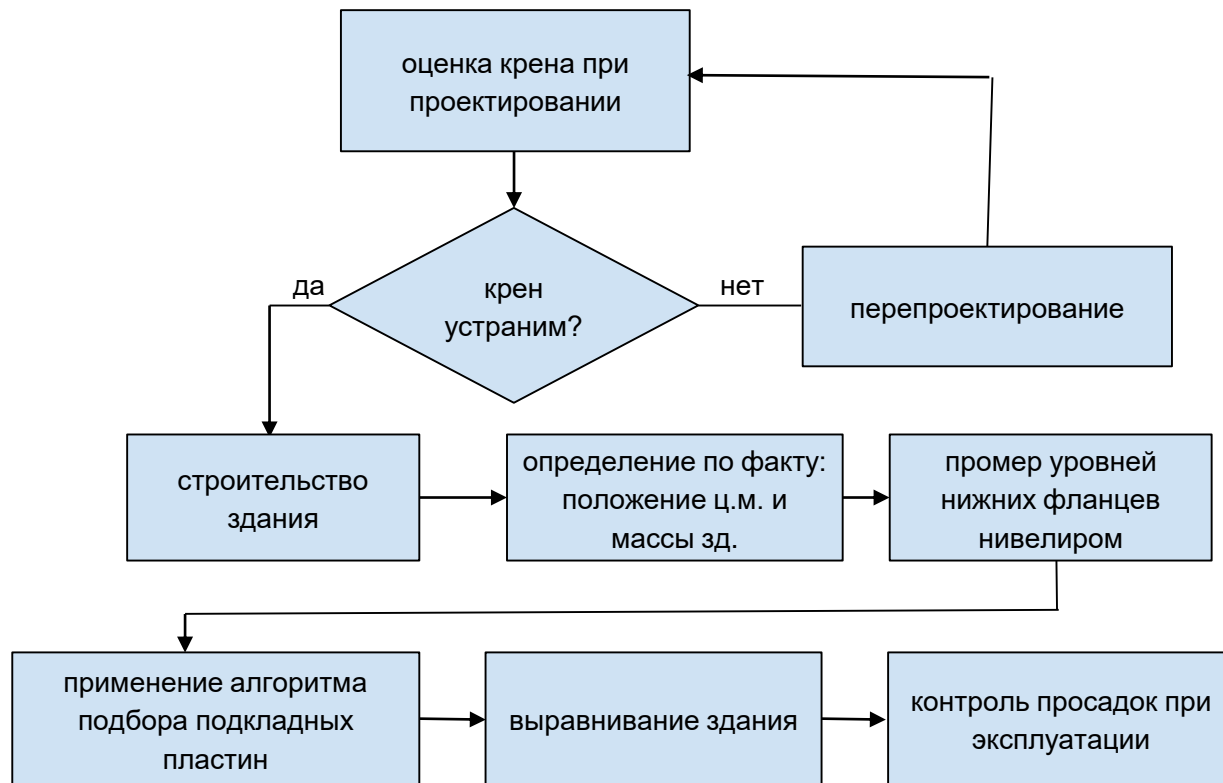 оценка крена при
проектировании
да
крен
устраним?
нет
перепроектирование
строительство
здания
определение по факту:
положение ц.м. и
массы зд.
промер уровней
нижних фланцев
нивелиром
применение алгоритма
подбора подкладных
пластин
выравнивание здания
контроль просадок при
эксплуатации